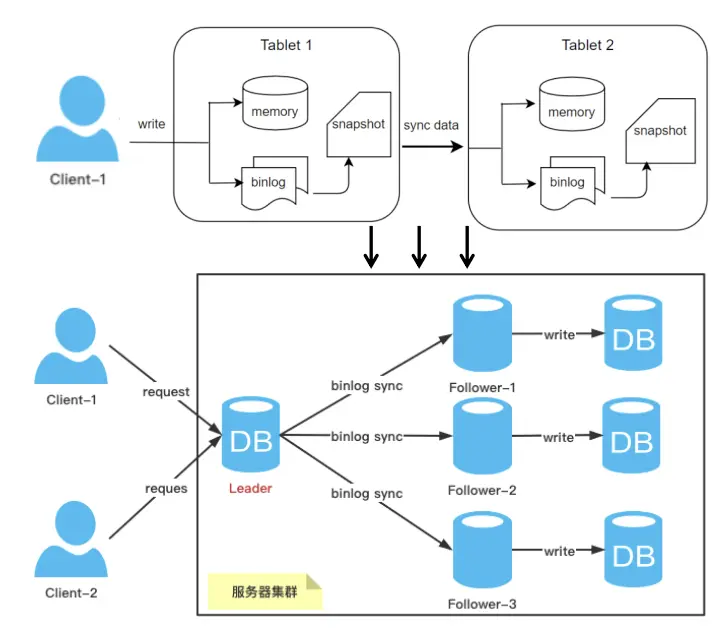 Tablet 1
Tablet 2
memory
memory
write
snapshot
sync data
snapshot
binlog
binlog
Client-1
Client-1
request
binlog sync
Follower-1
write
DB
DB
Leader
binlog sync
Follower-2
write
DB
reques
binlog sync
Follower-3
write
DB
Client-2
服务器集群